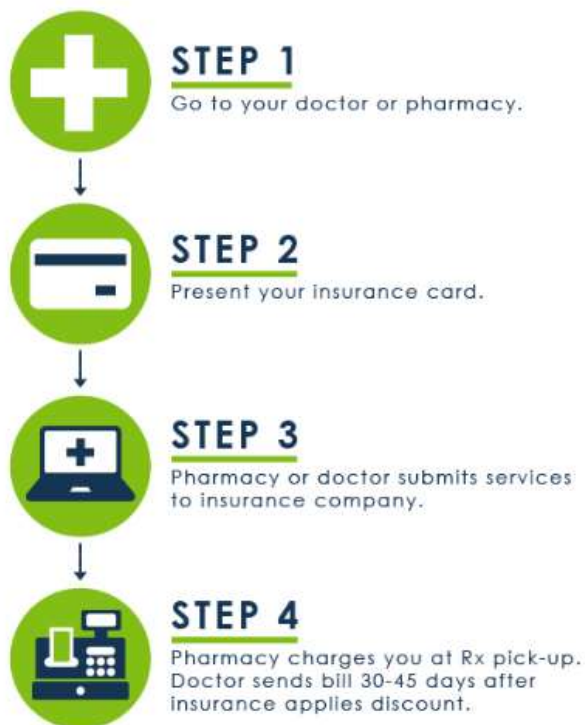 STEP 1
Go to your doctor or pharmacy.
STEP 2
Present your insurance card.
STEP 3
Pharmacy or doctor submits services
to insurance company.
STEP 4
Pharmacy charges you at Rx pick-up.
Doctor sends bill 30-45 days after
insurance applies discount.